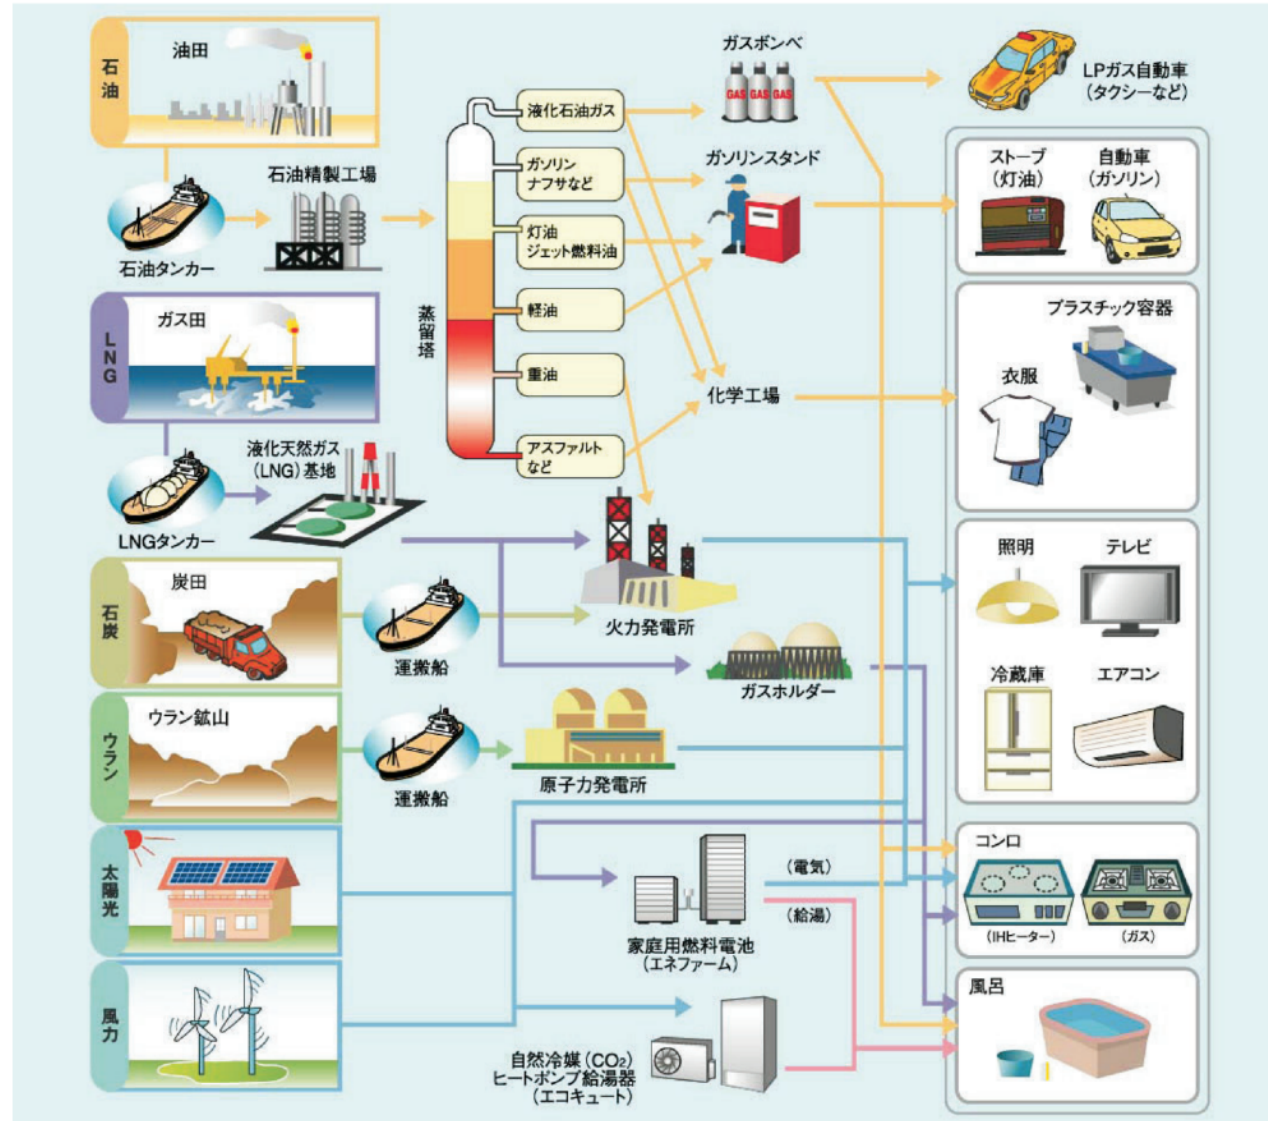 石油
油田
石油タンカー
石油精製工場
蒸留塔
液化石油ガス
ガソリン
ナフサなど
灯油
ジェット燃料油
軽油
重油
アスファルト
など
ガスボンベ
GAS GAS GAS
ガソリンスタンド
化学工場
LPガス自動車
(タクシーなど)
ストーブ
(灯油)
自動車
(ガソリン)
プラスチック容器
衣服
LNG
ガス田
LNGタンカー
液化天然ガス
(LNG)基地
火力発電所
ガスホルダー
照明
テレビ
冷蔵庫
エアコン
石炭
炭田
運搬船
ウラン
ウラン鉱山
運搬船
原子力発電所
太陽光
風力
家庭用燃料電池
(エネファーム)
(電気)
(給湯)
自然冷媒(CO₂)
ヒートポンプ給湯器
(エコキュート)
コンロ
(IHヒーター)
(ガス)
風呂